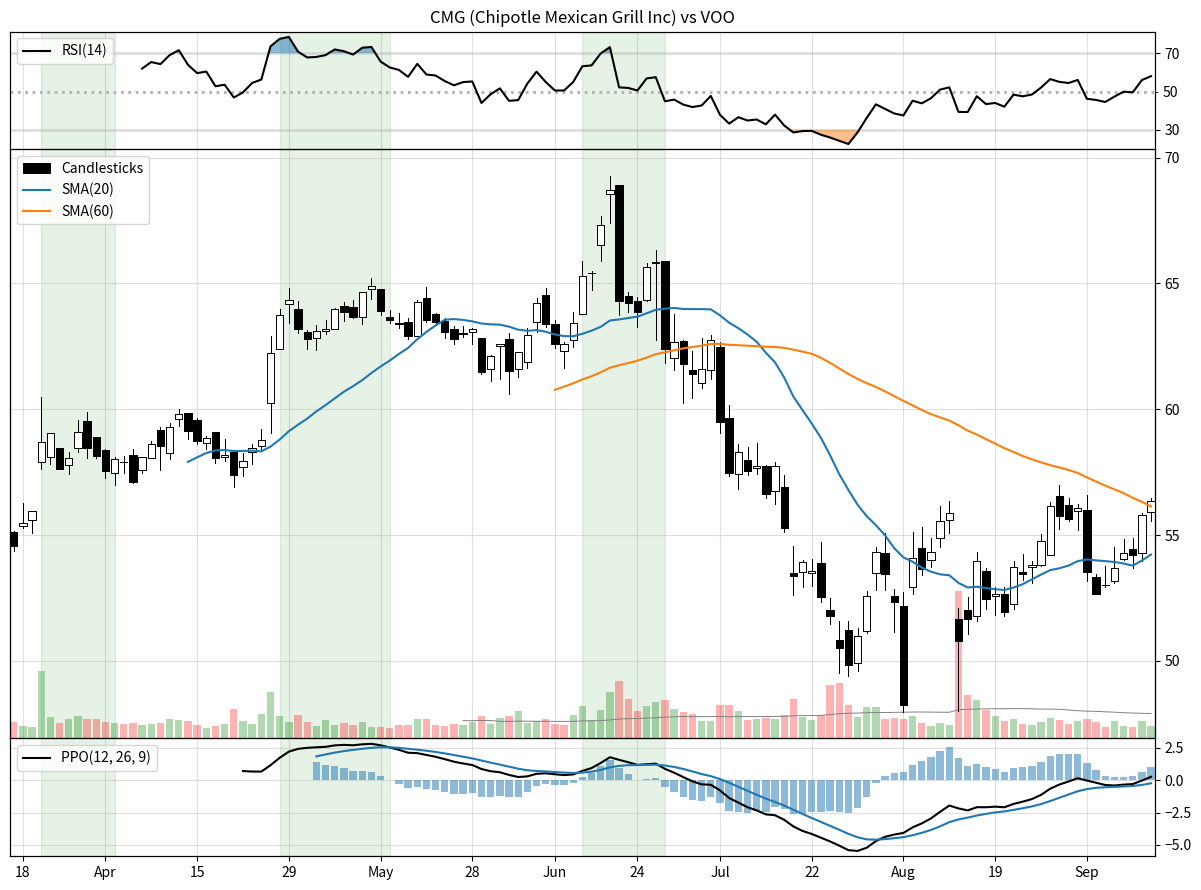 CMG (Chipotle Mexican Grill Inc) vs VOO
RSI(14)
70
50
30
Candlesticks
SMA(20)
SMA(60)
70
65
60
55
50
PPO(12, 26, 9)
2.5
0.0
−2.5
−5.0
18 Apr 15 29 May 28 Jun 24 Jul 22 Aug 19 Sep